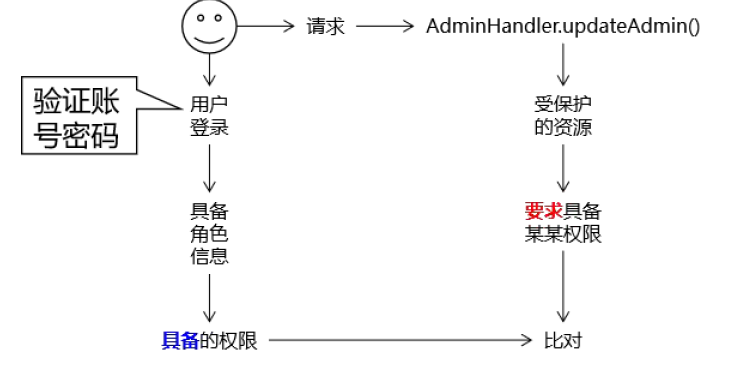 请求
AdminHandler.updateAdmin()
验证账
号密码
用户
登录
受保护
的资源
具备
角色
信息
要求具备
某某权限
具备的权限
比对